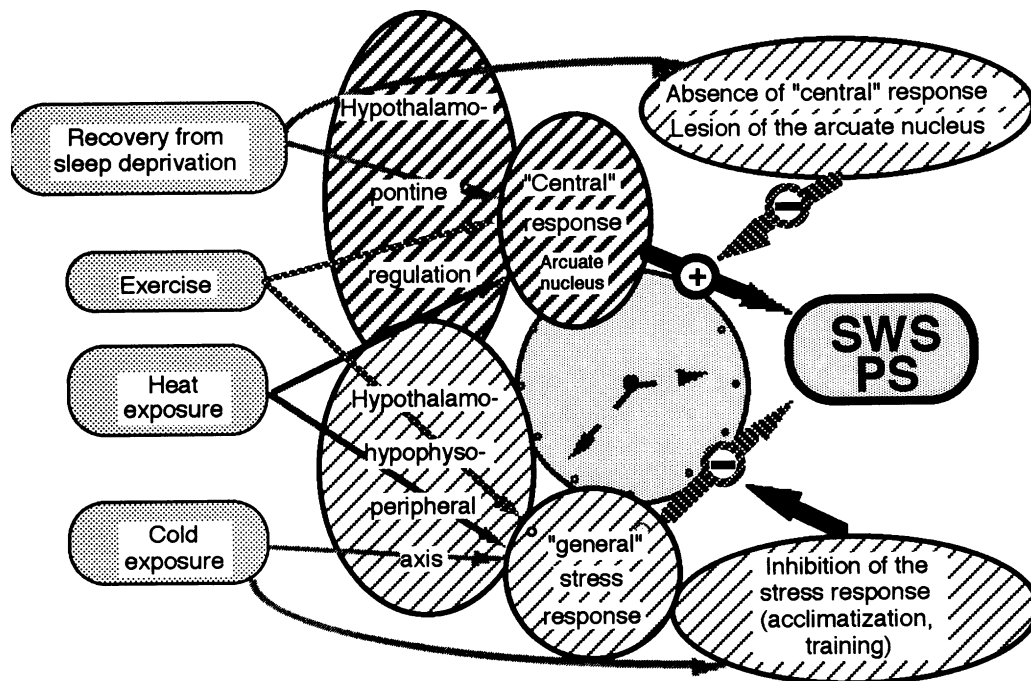 Recovery from
sleep deprivation
Exercise
Heat
exposure
Cold
exposure
Hypothalamo-
pontine
regulation
"Central"
response
Arcuate
nucleus
Hypothalamo-
hypophyso-
peripheral
axis
"general"
stress
response
Absence of "central" response
Lesion of the arcuate nucleus
−
+
SWS
PS
−
Inhibition of the
stress response
(acclimatization,
training)